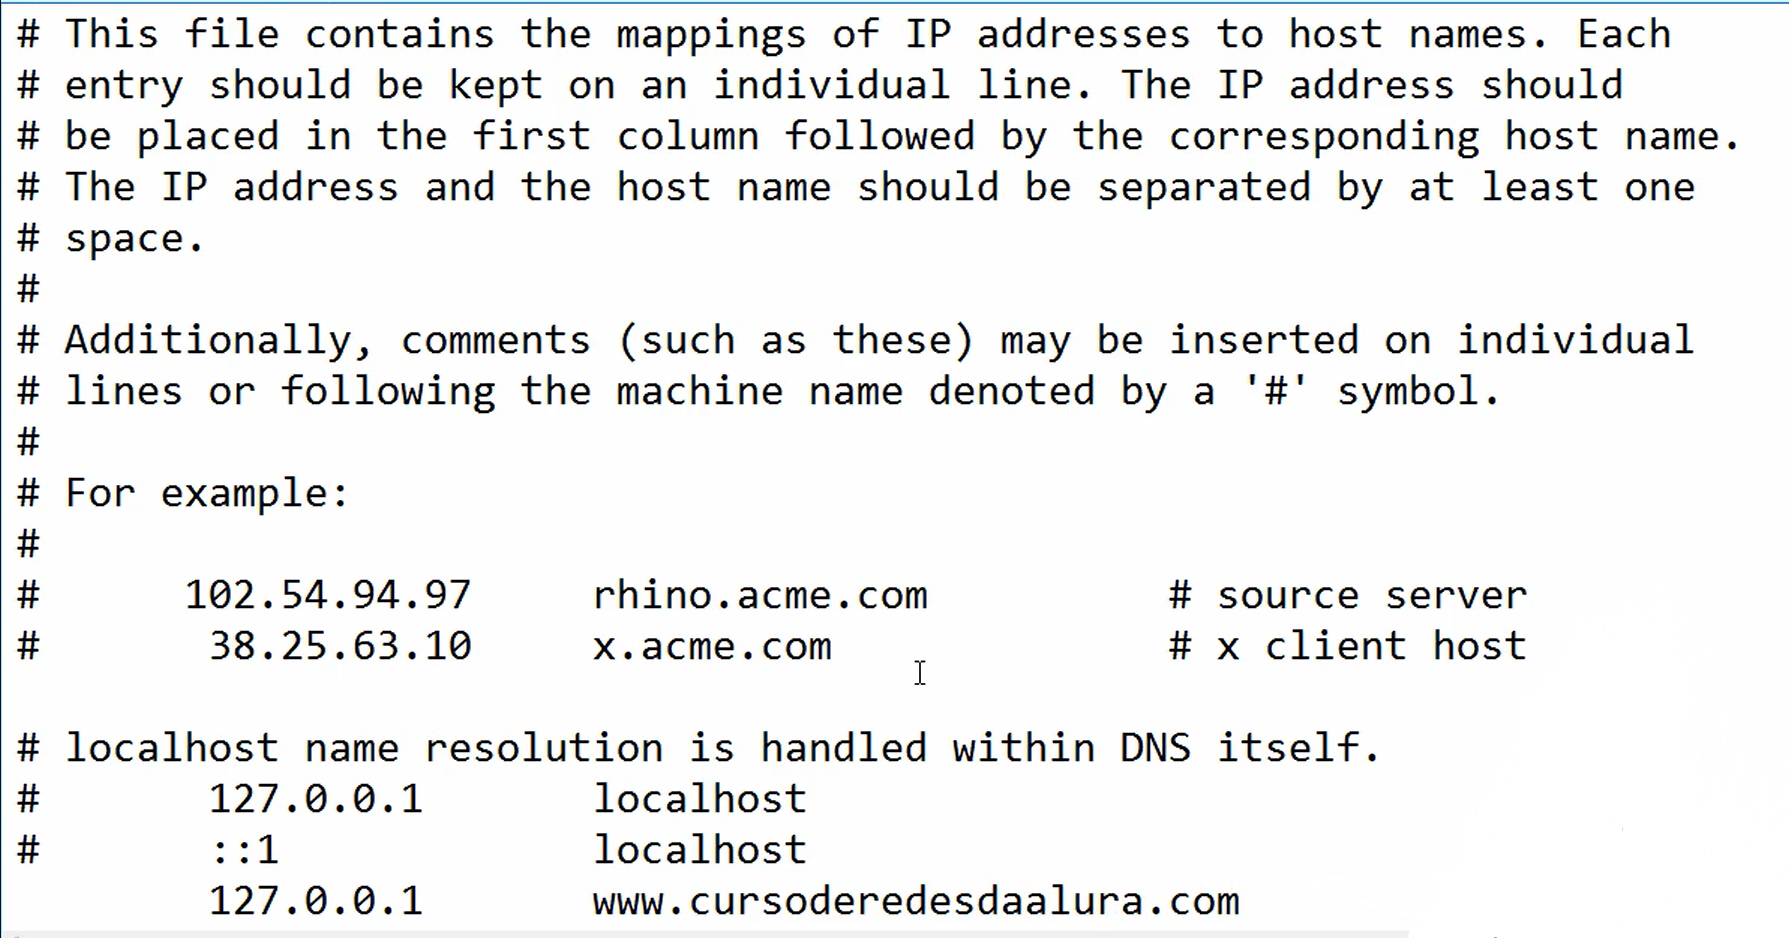 # This file contains the mappings of IP addresses to host names. Each
# entry should be kept on an individual line. The IP address should
# be placed in the first column followed by the corresponding host name.
# The IP address and the host name should be separated by at least one
# space.
#
# Additionally, comments (such as these) may be inserted on individual
# lines or following the machine name denoted by a '#' symbol.
#
# For example:
#
#      102.54.94.97     rhino.acme.com          # source server
#       38.25.63.10     x.acme.com              # x client host

# localhost name resolution is handled within DNS itself.
#       127.0.0.1       localhost
#       ::1             localhost
        127.0.0.1       www.cursoderedesdaalura.com